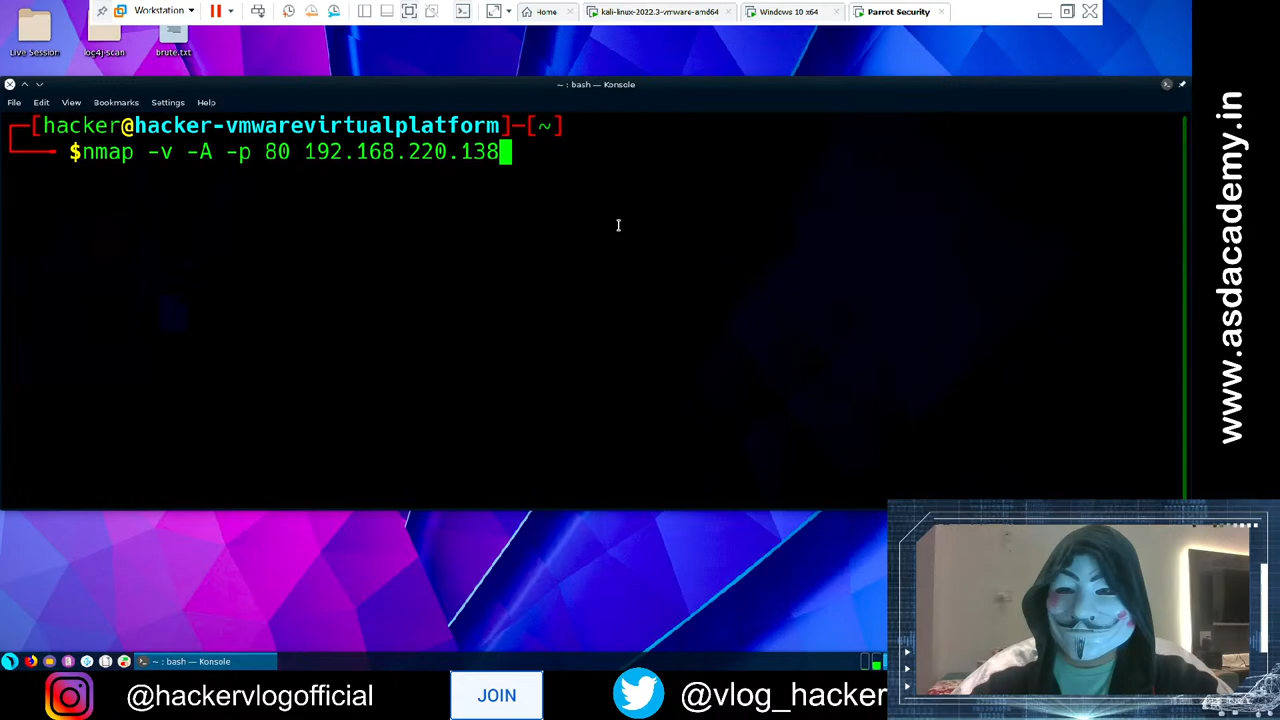 Workstation
Home
kali-linux-2022.3-vmware-amd64
Windows 10 x64
Parrot Security
Live Session
log4j-scan
brute.txt
~ : bash — Konsole
File Edit View Bookmarks Settings Help
[hacker@hacker-vmwarevirtualplatform]-[~]
$nmap -v -A -p 80 192.168.220.138
www.asdacademy.in
~ : bash — Konsole
@hackervlogofficial
JOIN
@vlog_hacker